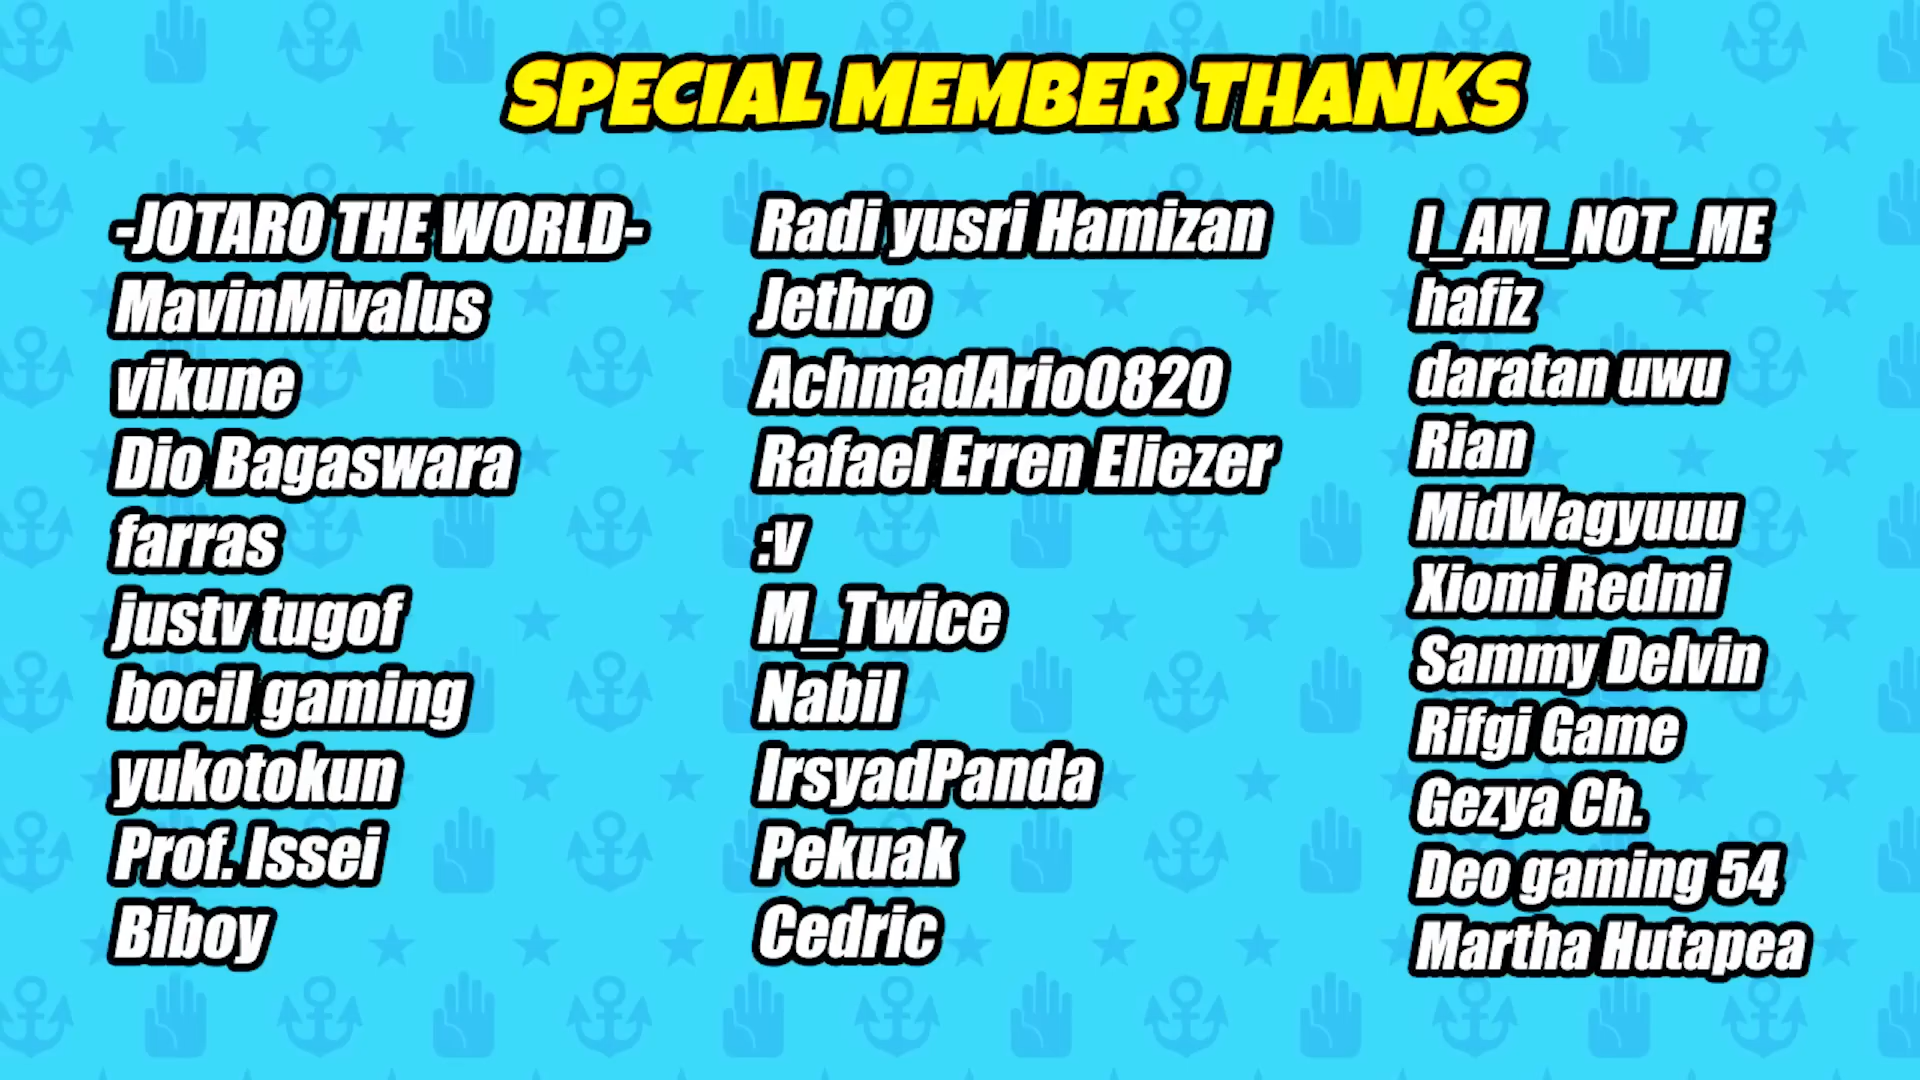 SPECIAL MEMBER THANKS
-JOTARO THE WORLD-
MavinMivalus
vikune
Dio Bagaswara
farras
justv tugof
bocil gaming
yukotokun
Prof. Issei
Biboy
Radi yusri Hamizan
Jethro
AchmadArio0820
Rafael Erren Eliezer
:v
M_Twice
Nabil
IrsyadPanda
Pekuak
Cedric
I_AM_NOT_ME
hafiz
daratan uwu
Rian
MidWagyuuu
Xiomi Redmi
Sammy Delvin
Rifgi Game
Gezya Ch.
Deo gaming 54
Martha Hutapea